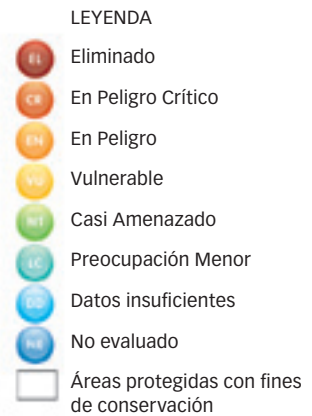 LEYENDA
EL Eliminado
CR En Peligro Crítico
EN En Peligro
VU Vulnerable
NT Casi Amenazado
LC Preocupación Menor
DD Datos insuficientes
NE No evaluado
Áreas protegidas con fines
de conservación